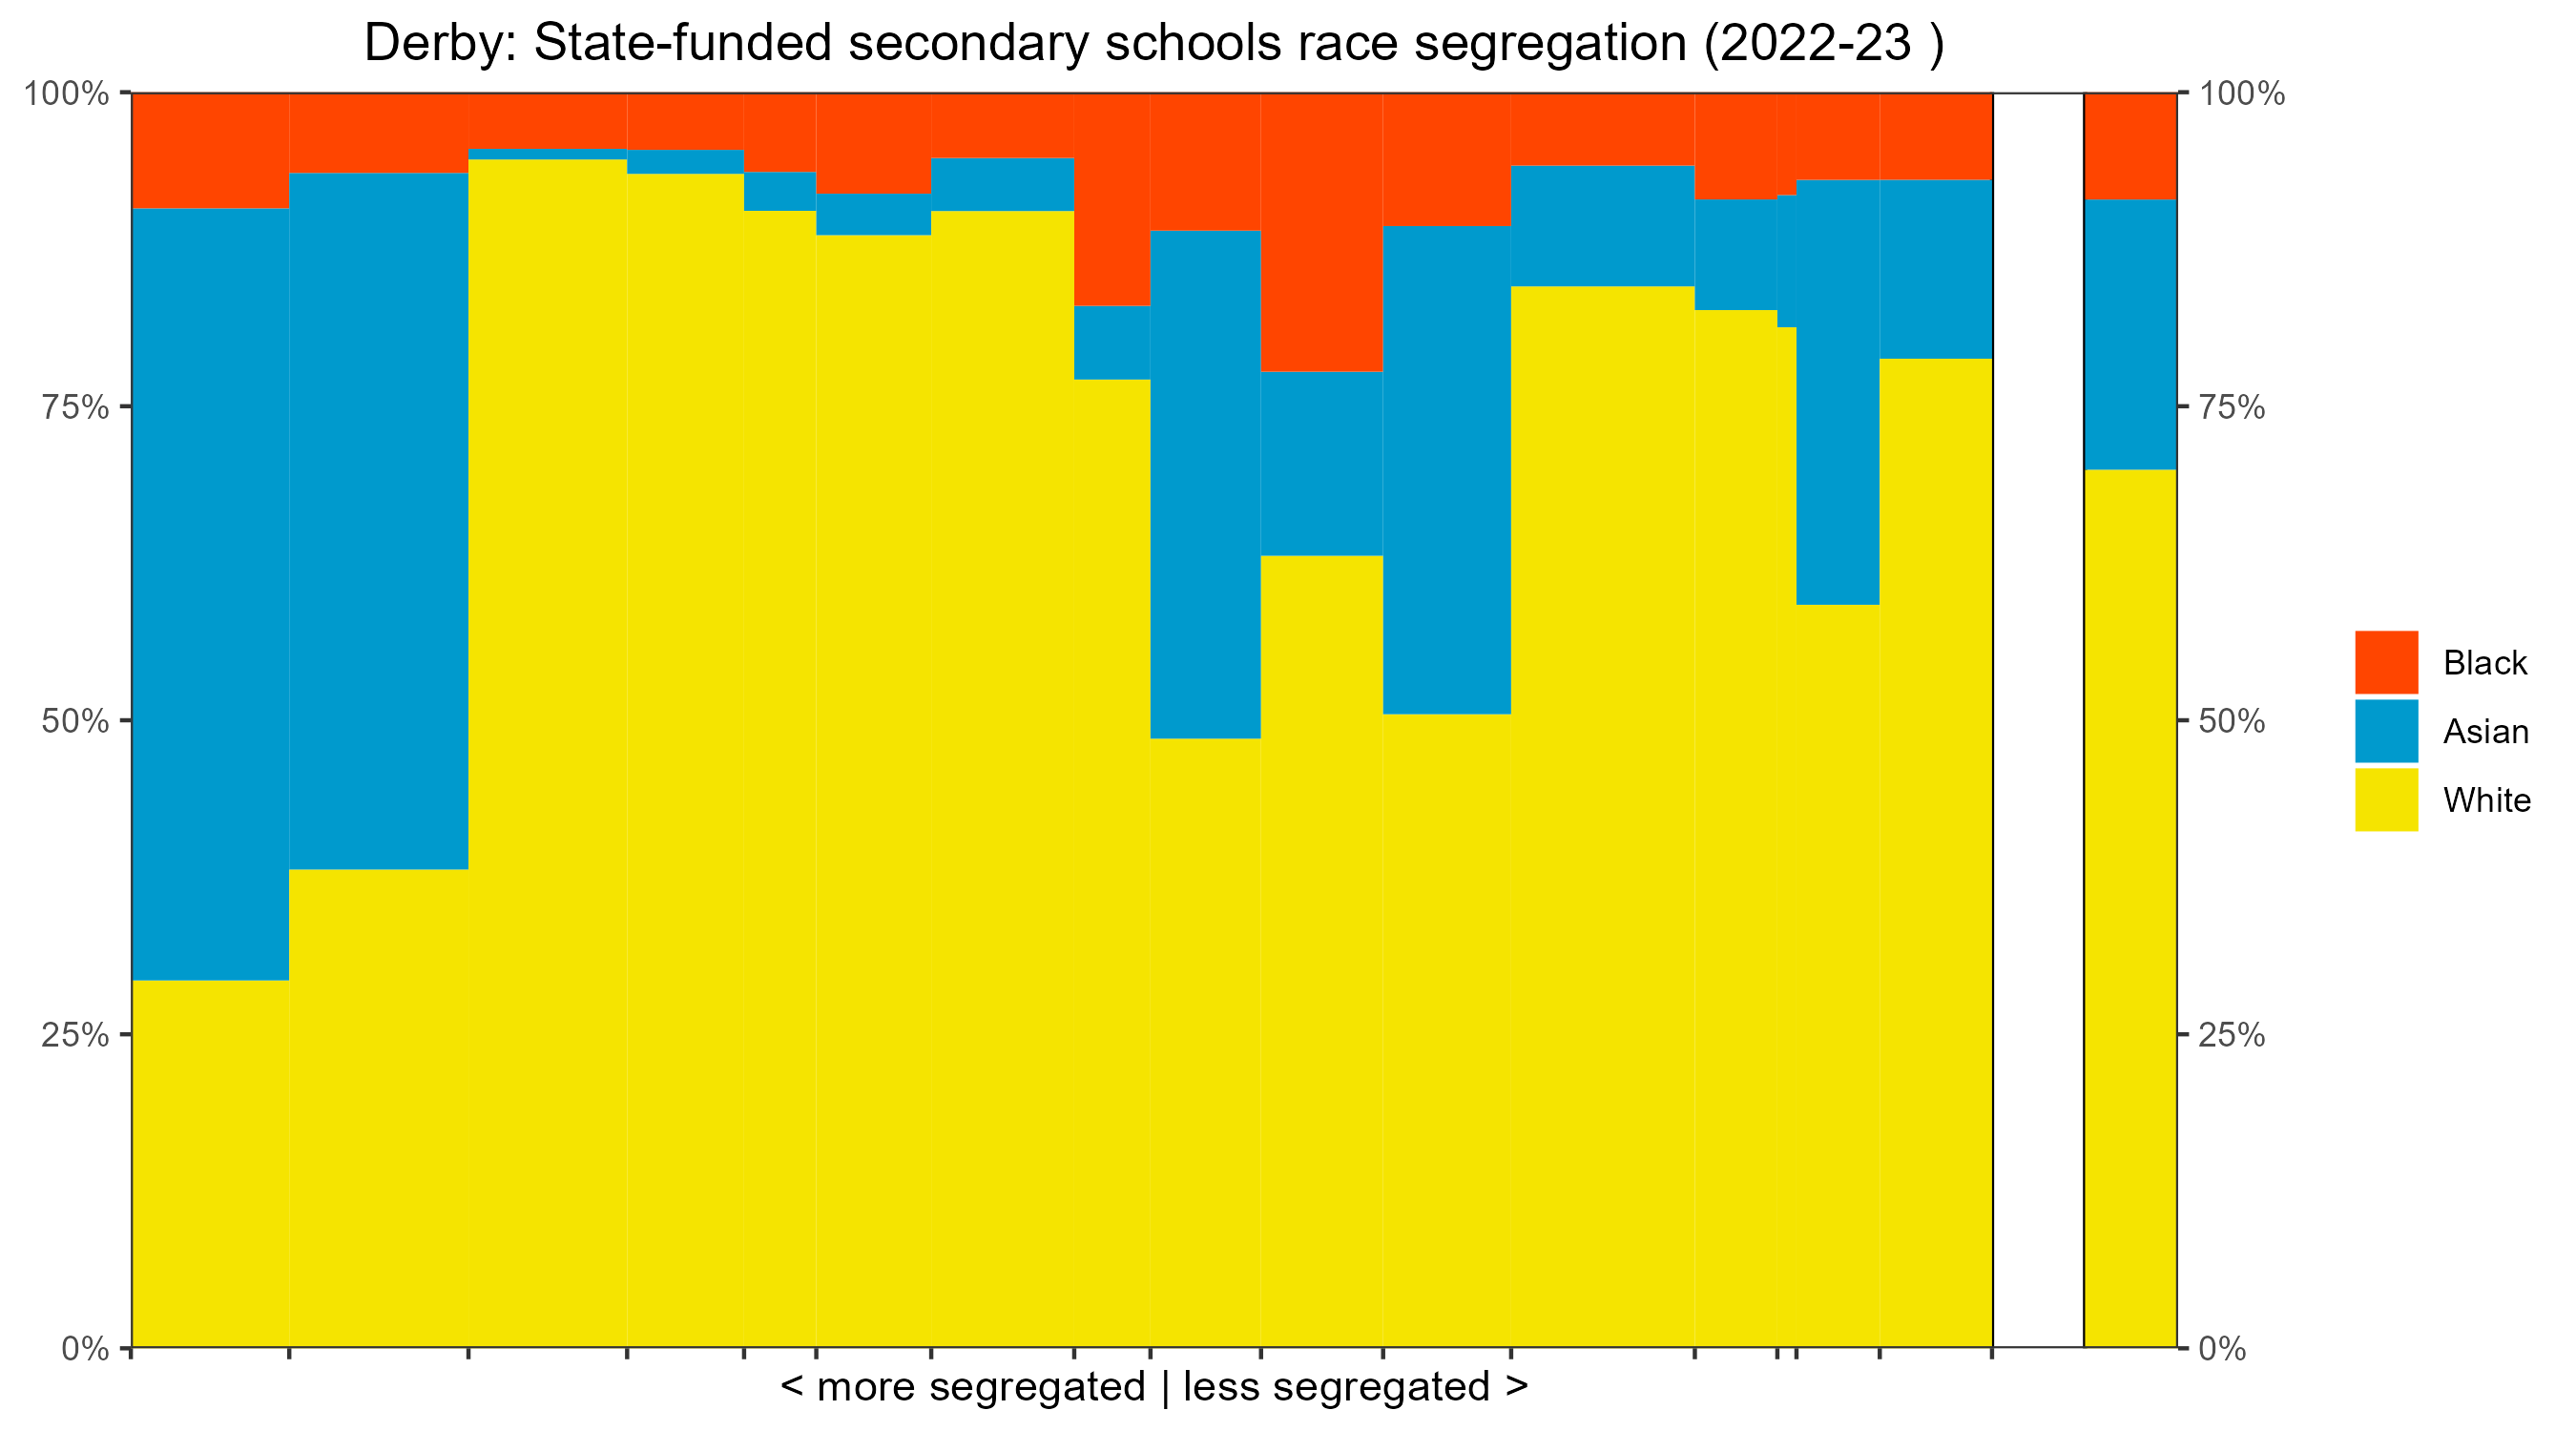 Derby: State-funded secondary schools race segregation (2022-23 )
100%
75%
50%
25%
0%
100%
75%
50%
25%
0%
Black
Asian
White
< more segregated | less segregated >